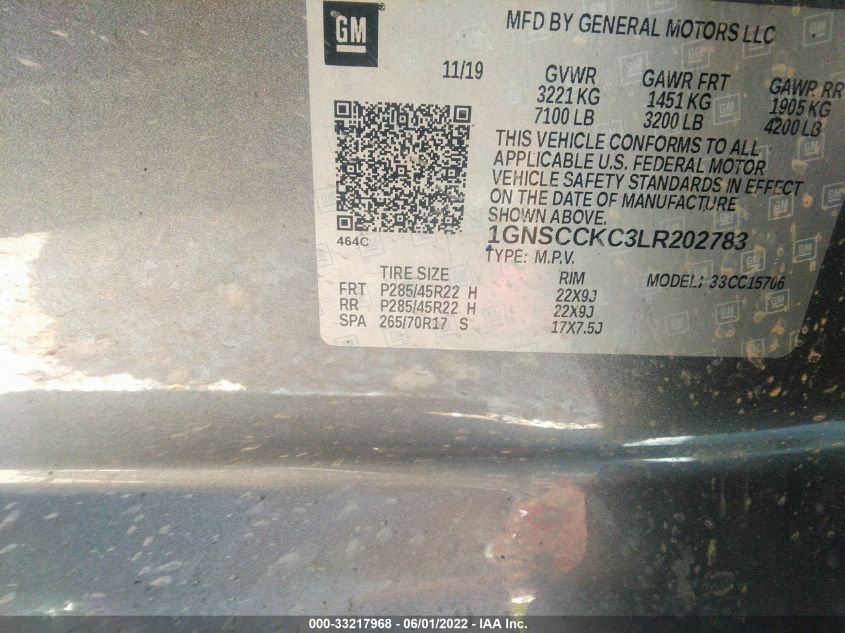 GM
MFD BY GENERAL MOTORS LLC
11/19 GVWR GAWR FRT GAWR RR
3221 KG 1451 KG 1905 KG
7100 LB 3200 LB 4200 LB
THIS VEHICLE CONFORMS TO ALL
APPLICABLE U.S. FEDERAL MOTOR
VEHICLE SAFETY STANDARDS IN EFFECT
ON THE DATE OF MANUFACTURE
SHOWN ABOVE.
464C
1GNSCCKC3LR202783
TYPE: M.P.V.
TIRE SIZE RIM MODEL: 33CC15706
FRT P285/45R22 H 22X9J
RR P285/45R22 H 22X9J
SPA 265/70R17 S 17X7.5J
000-33217968 - 06/01/2022 - IAA Inc.